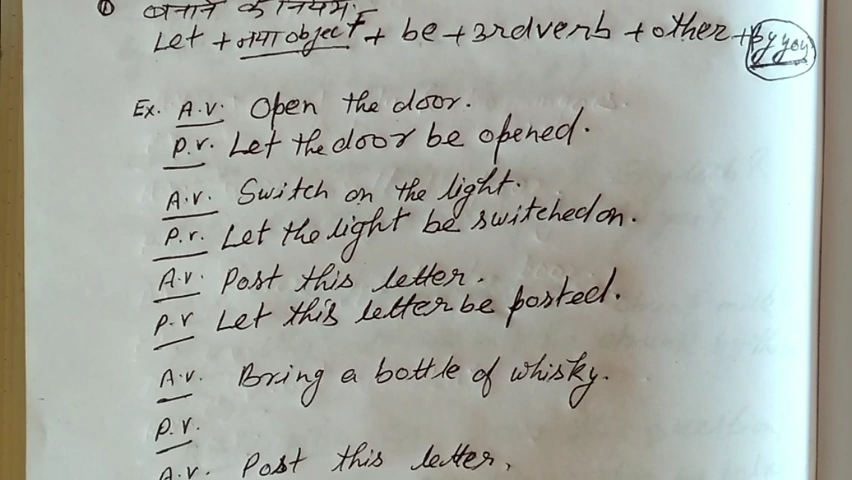 ① बनाने के नियम:
Let + नया object + be + 3rd verb + other + by you
Ex. A.V. Open the door.
P.V. Let the door be opened.
A.V. Switch on the light.
P.V. Let the light be switched on.
A.V. Post this letter.
P.V Let this letter be posted.
A.V. Bring a bottle of whisky.
P.V.
A.V. Post this letter.